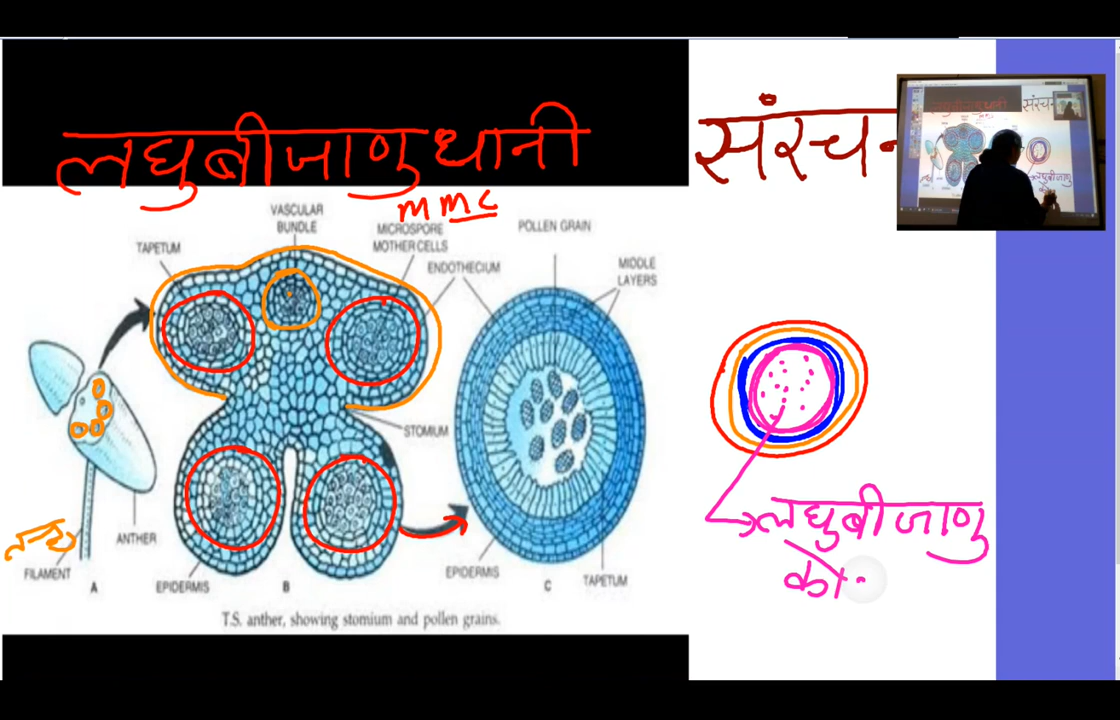 लघुबीजाणुधानी
संरचन
MMC
VASCULAR
BUNDLE
MICROSPORE
MOTHER CELLS
POLLEN GRAIN
TAPETUM
ENDOTHECIUM
MIDDLE
LAYERS
STOMIUM
ANTHER
FILAMENT
EPIDERMIS
EPIDERMIS
TAPETUM
A
B
C
T.S. anther, showing stomium and pollen grains.
लघुबीजाणु
को